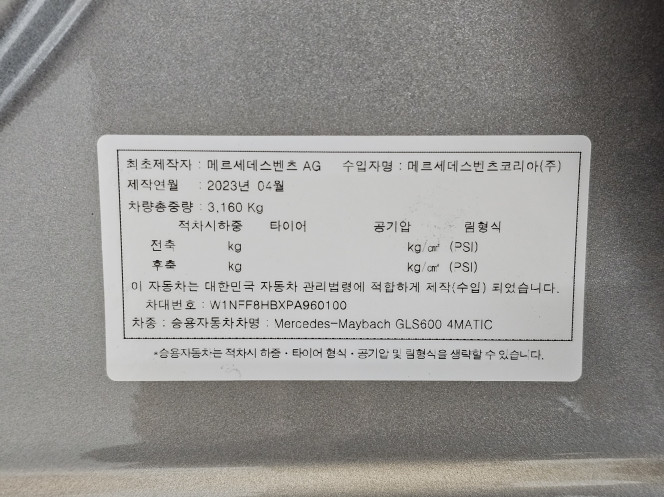 최초제작자 : 메르세데스벤츠 AG 수입자명 : 메르세데스벤츠코리아(주)
제작연월 : 2023년 04월
차량총중량 : 3,160 Kg
적차시하중 타이어 공기압 림형식
전축 kg kg/㎠ (PSI)
후축 kg kg/㎠ (PSI)
이 자동차는 대한민국 자동차 관리법령에 적합하게 제작(수입) 되었습니다.
차대번호 : W1NFF8HBXPA960100
차종 : 승용자동차차명 : Mercedes-Maybach GLS600 4MATIC
*승용자동차는 적차시 하중·타이어 형식·공기압 및 림형식을 생략할 수 있습니다.